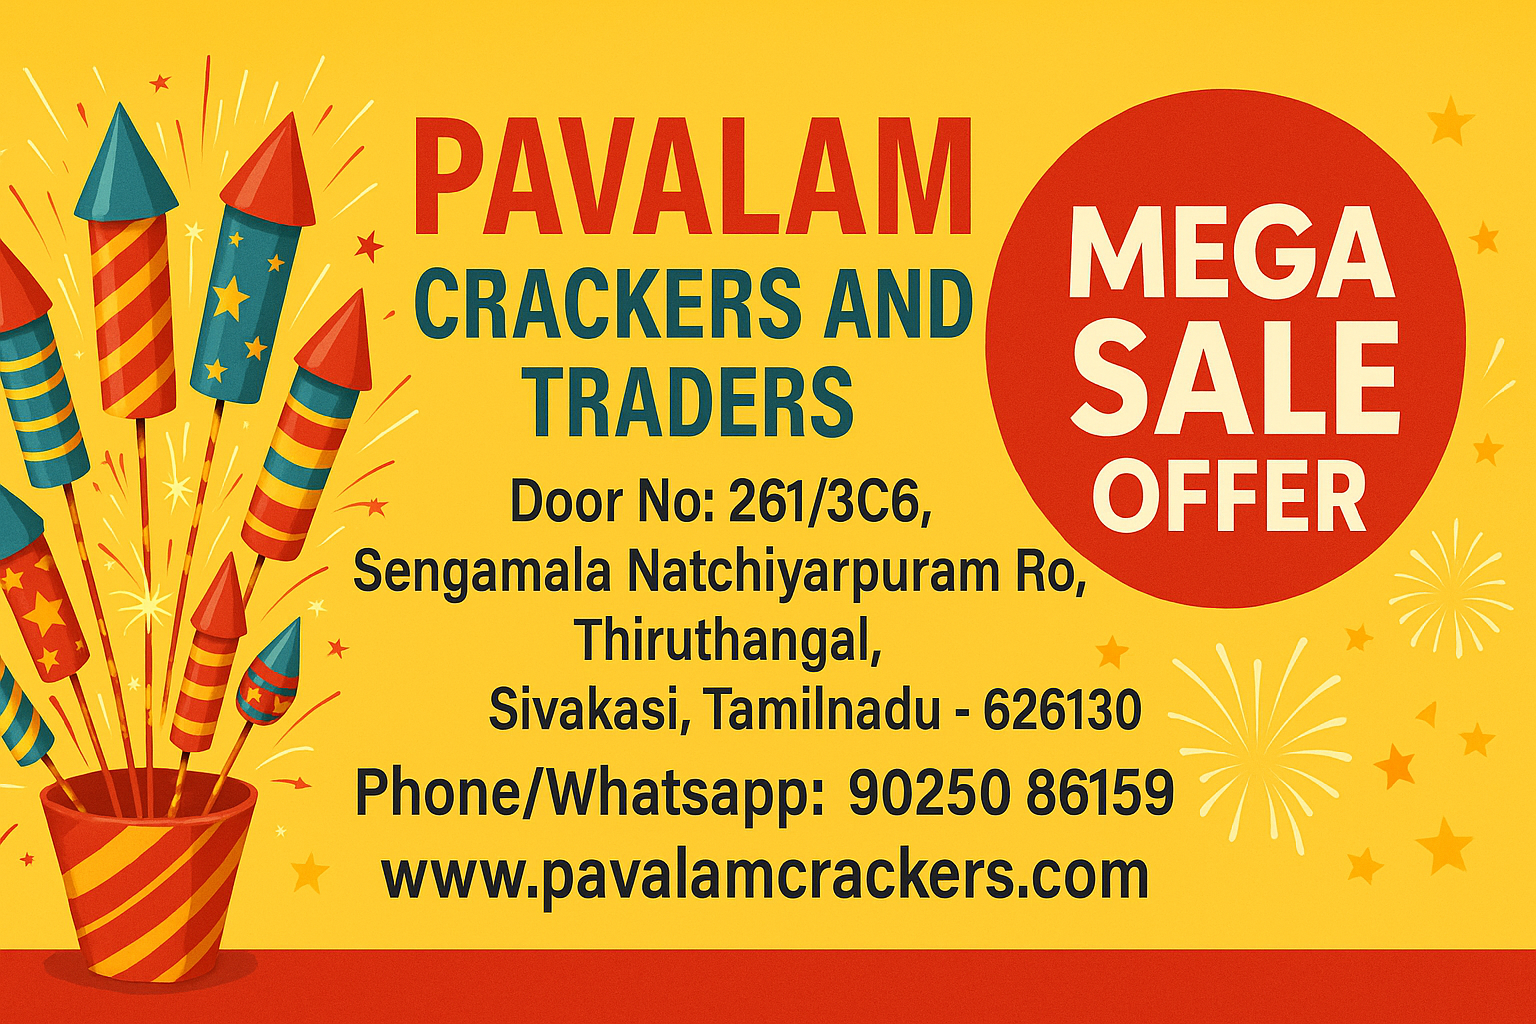 PAVALAM
CRACKERS AND
TRADERS
Door No: 261/3C6,
Sengamala Natchiyarpuram Ro,
Thiruthangal,
Sivakasi, Tamilnadu - 626130
Phone/Whatsapp: 90250 86159
www.pavalamcrackers.com
MEGA
SALE
OFFER